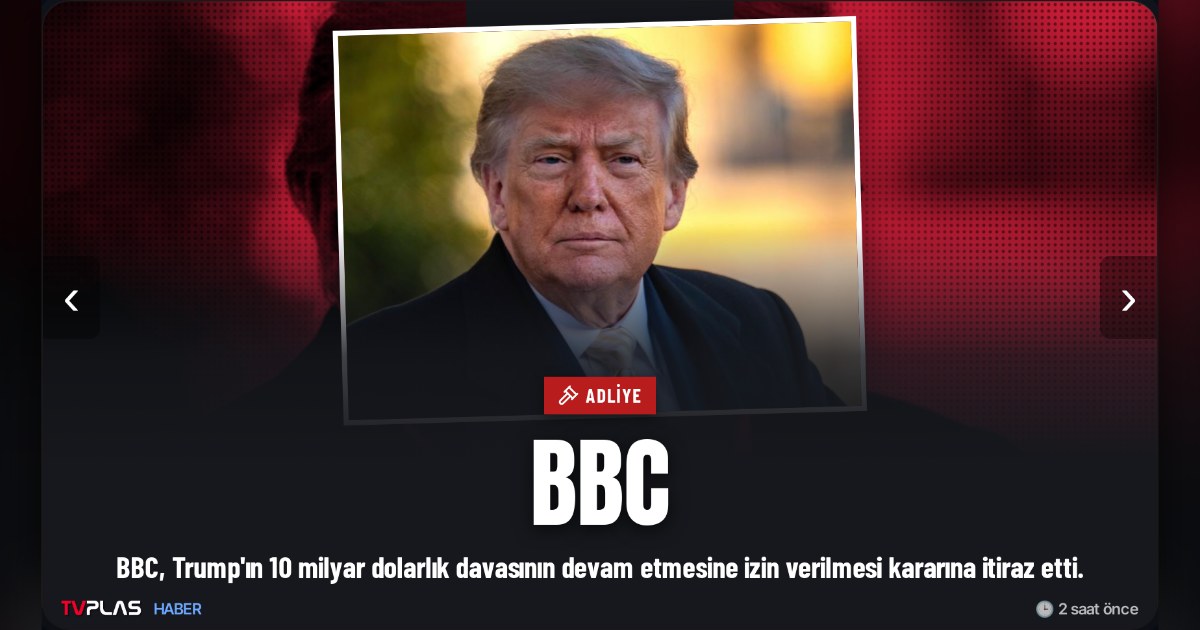 ADLİYE
BBC
BBC, Trump'ın 10 milyar dolarlık davasının devam etmesine izin verilmesi kararına itiraz etti.
TVPLAS HABER
2 saat önce